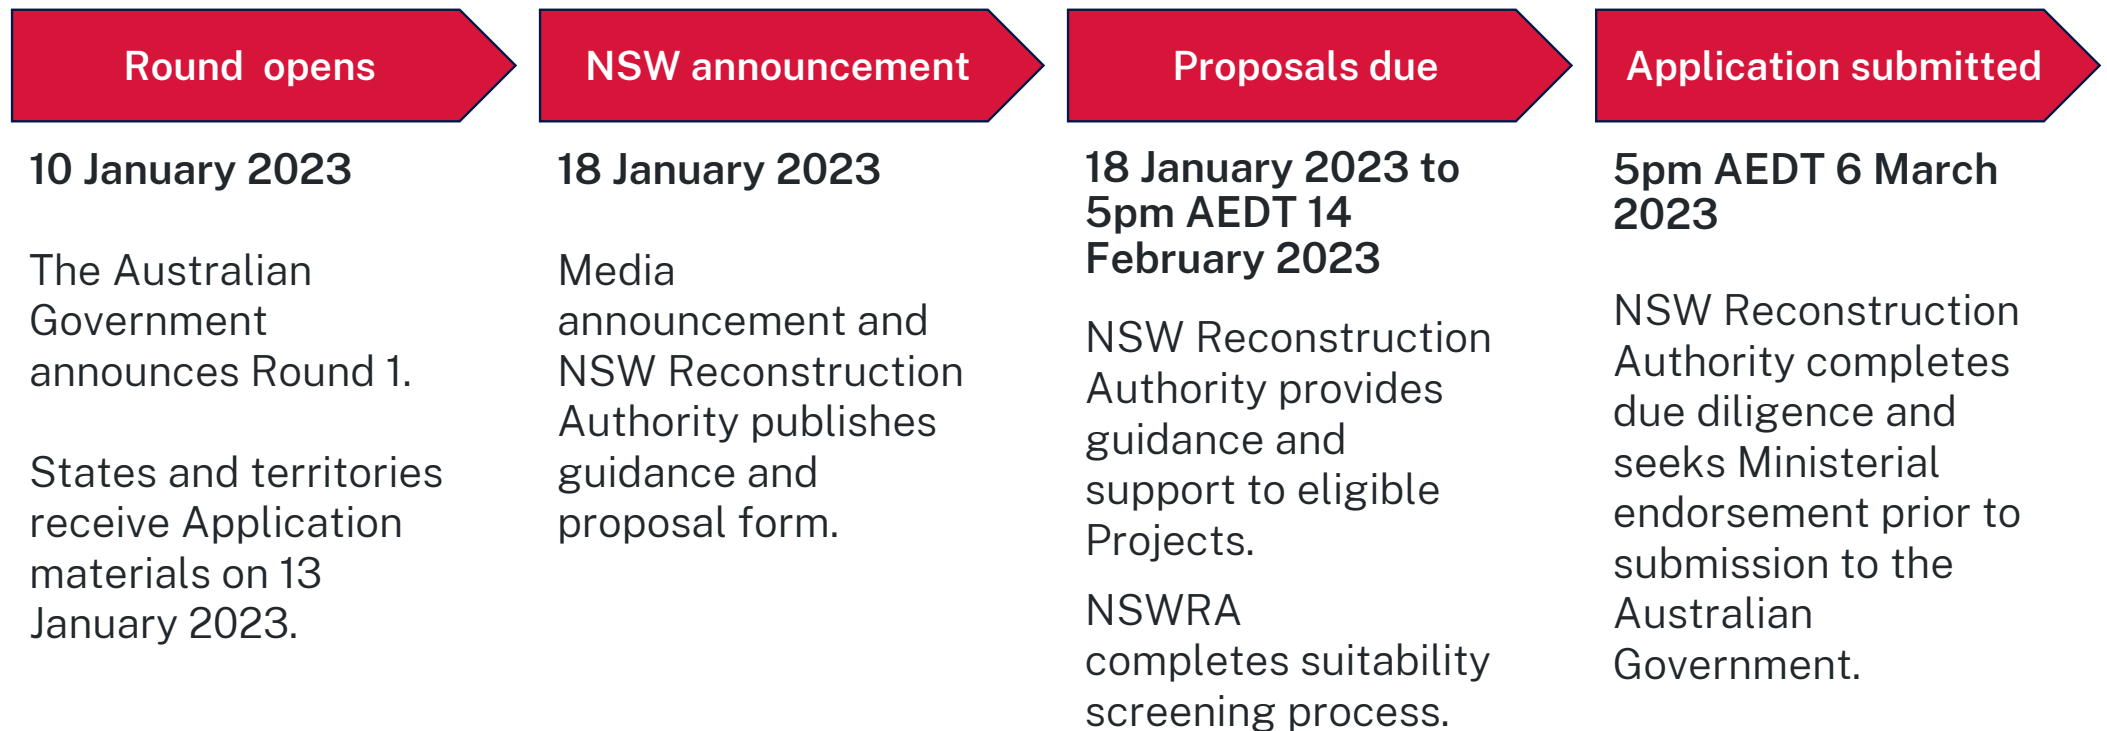 Round opens
10 January 2023
The Australian
Government
announces Round 1.
States and territories
receive Application
materials on 13
January 2023.
NSW announcement
18 January 2023
Media
announcement and
NSW Reconstruction
Authority publishes
guidance and
proposal form.
Proposals due
18 January 2023 to
5pm AEDT 14
February 2023
NSW Reconstruction
Authority provides
guidance and
support to eligible
Projects.
NSWRA
completes suitability
screening process.
Application submitted
5pm AEDT 6 March
2023
NSW Reconstruction
Authority completes
due diligence and
seeks Ministerial
endorsement prior to
submission to the
Australian
Government.